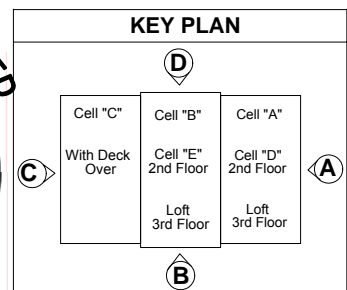 KEY PLAN
D
Cell "C"
With Deck
Over
Cell "B"
Cell "E"
2nd Floor
Loft
3rd Floor
Cell "A"
Cell "D"
2nd Floor
Loft
3rd Floor
C
A
B